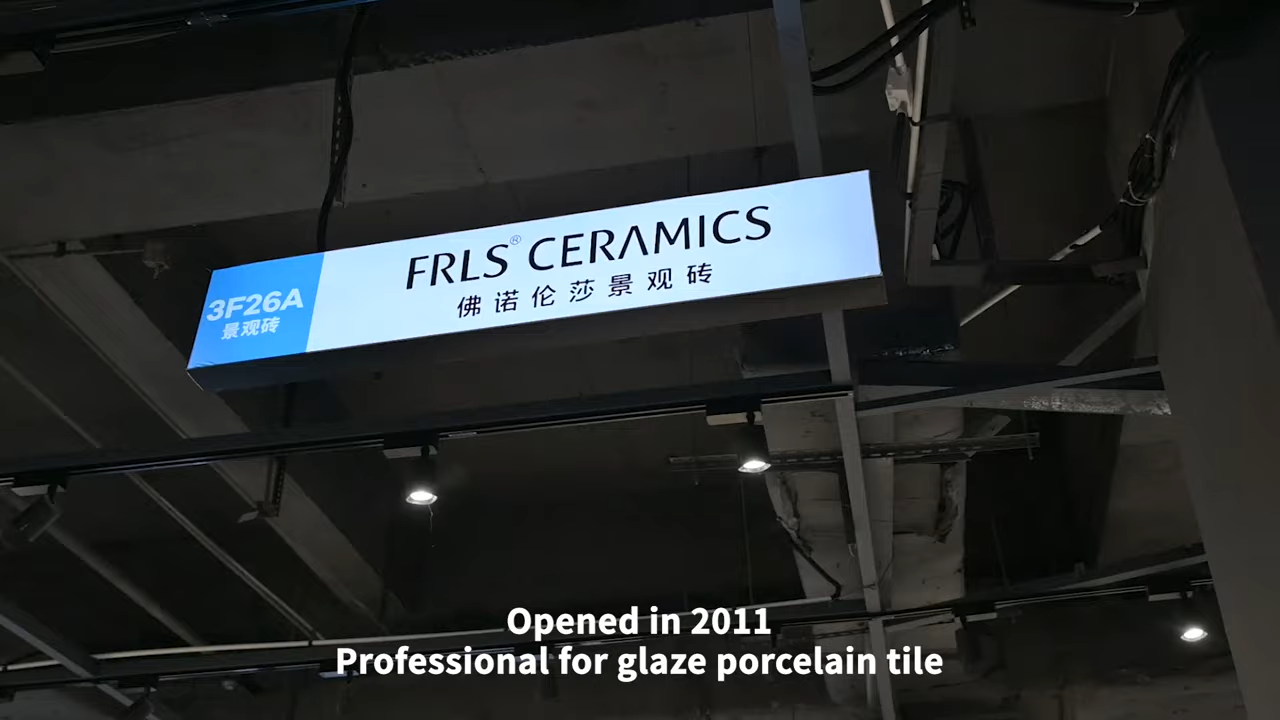 3F26A
景观砖
FRLS® CERAMICS
佛诺伦莎景观砖
Opened in 2011
Professional for glaze porcelain tile